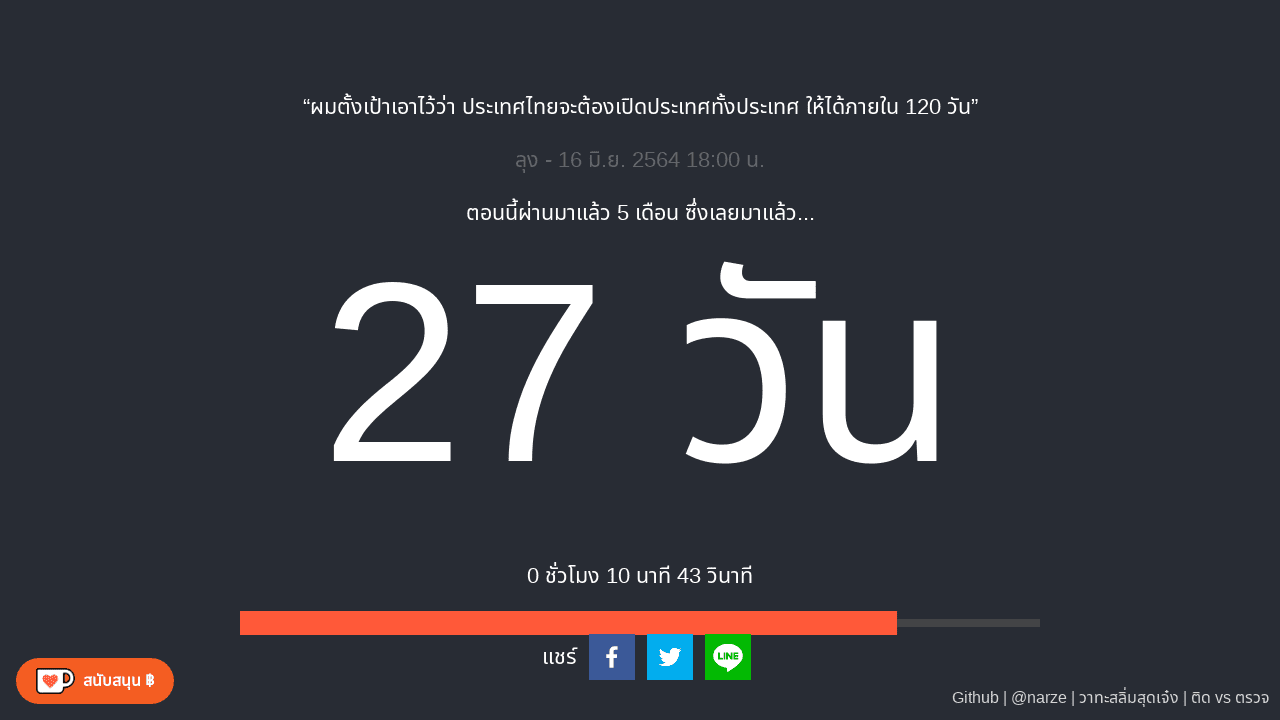 “ผมตั้งเป้าเอาไว้ว่า ประเทศไทยจะต้องเปิดประเทศทั้งประเทศ ให้ได้ภายใน 120 วัน”
ลุง - 16 มิ.ย. 2564 18:00 น.
ตอนนี้ผ่านมาแล้ว 5 เดือน ซึ่งเลยมาแล้ว...
27 วัน
0 ชั่วโมง 10 นาที 43 วินาที
แชร์
LINE
สนับสนุน ฿
Github | @narze | วาทะสลิ่มสุดเจ๋ง | ติด vs ตรวจ